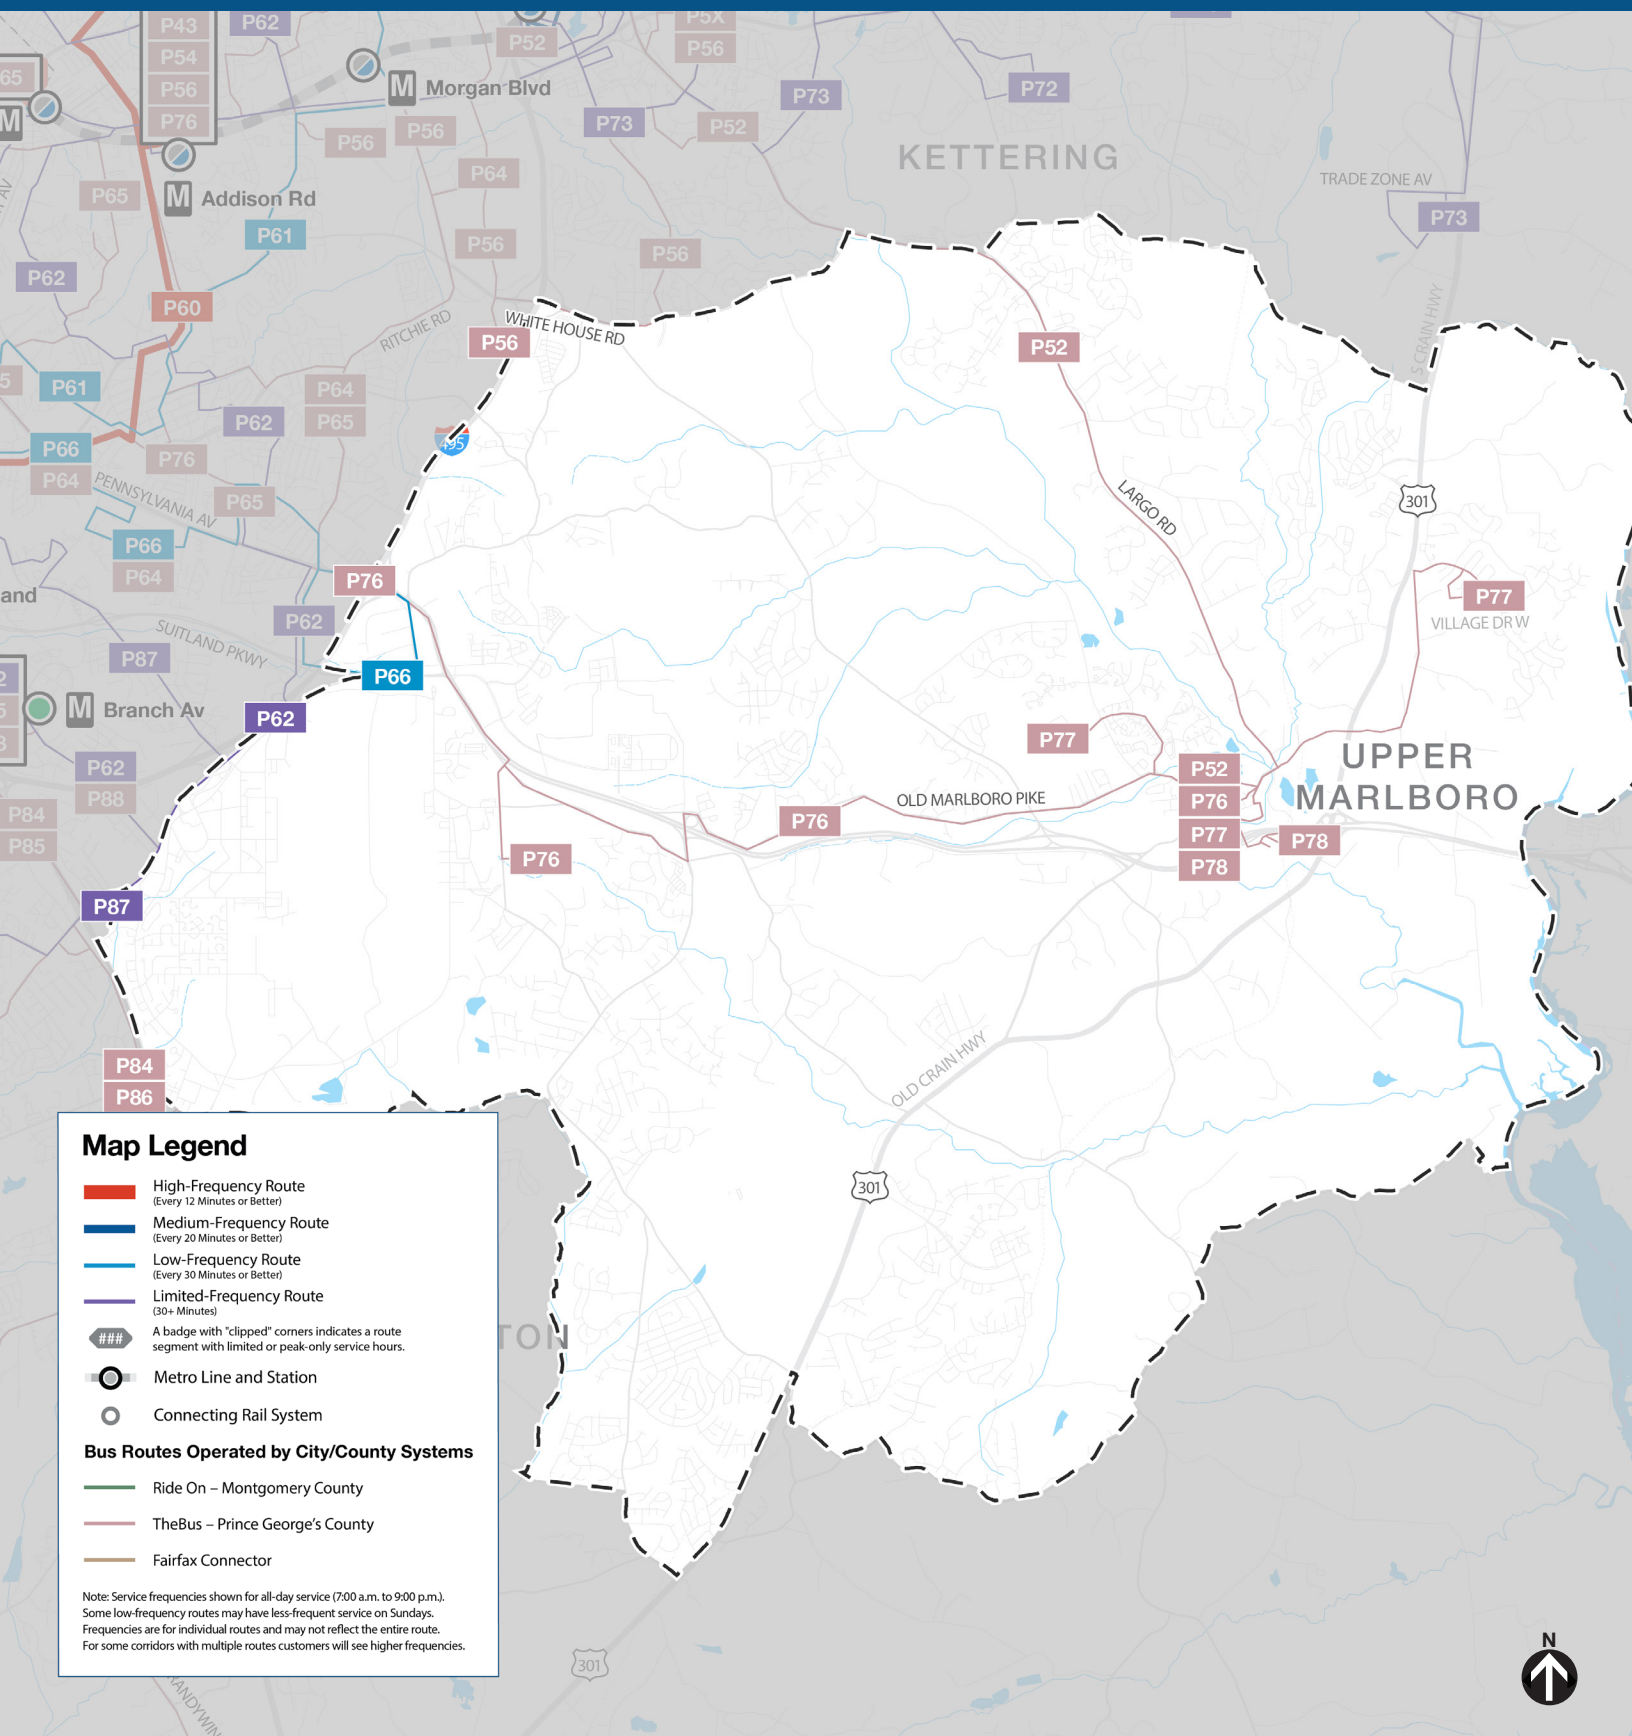 P43
P62
P5X
P52
P54
P56
65
P56
M Morgan Blvd
P72
P73
M
P76
P73
P52
P56
P56
KETTERING
P64
TRADE ZONE AV
P65
M Addison Rd
P73
P61
P56
P56
P62
P60
S CRAIN HWY
RITCHIE RD
WHITE HOUSE RD
P56
P52
5
P61
P64
P62
P65
495
P66
P76
P64
PENNSYLVANIA AV
P65
LARGO RD
301
P66
P64
P76
and
P77
P62
VILLAGE DR W
SUITLAND PKWY
P87
P66
2
5
M Branch Av
P62
P77
UPPER
MARLBORO
P62
P52
P88
P76
OLD MARLBORO PIKE
P84
P76
P77
P78
P85
P76
P78
P87
P84
OLD CRAIN HWY
P86
301
TON
Map Legend
High-Frequency Route
(Every 12 Minutes or Better)
Medium-Frequency Route
(Every 20 Minutes or Better)
Low-Frequency Route
(Every 30 Minutes or Better)
Limited-Frequency Route
(30+ Minutes)
###
A badge with "clipped" corners indicates a route
segment with limited or peak-only service hours.
Metro Line and Station
Connecting Rail System
Bus Routes Operated by City/County Systems
Ride On – Montgomery County
TheBus – Prince George's County
Fairfax Connector
Note: Service frequencies shown for all-day service (7:00 a.m. to 9:00 p.m.).
Some low-frequency routes may have less-frequent service on Sundays.
Frequencies are for individual routes and may not reflect the entire route.
For some corridors with multiple routes customers will see higher frequencies.
301
N